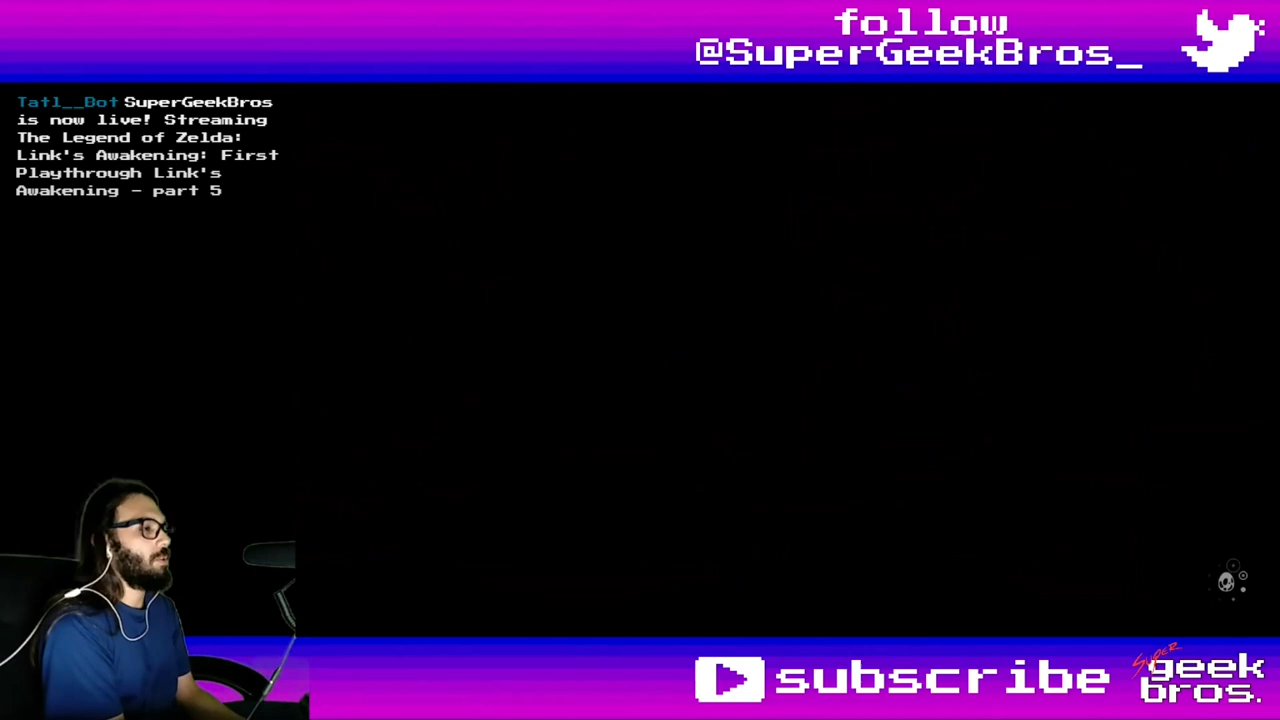 follow
@SuperGeekBros_
Tatl__Bot SuperGeekBros
is now live! Streaming
The Legend of Zelda:
Link's Awakening: First
Playthrough Link's
Awakening - part 5
subscribe
SUPER
geek
bros.